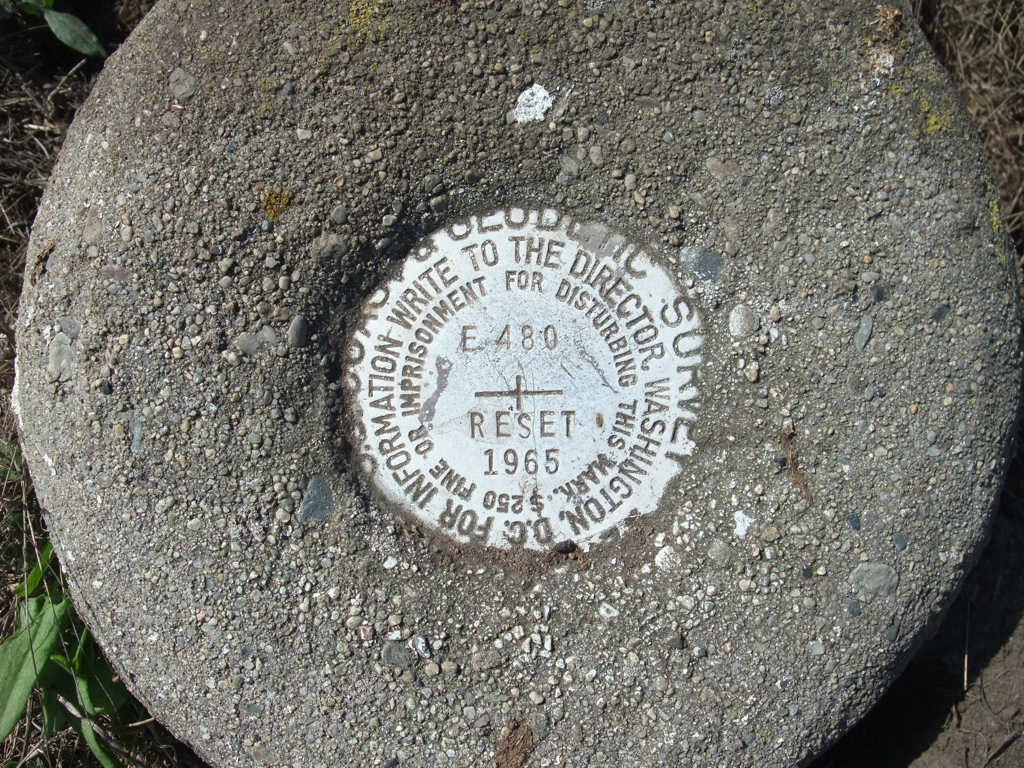 & GEODETIC SURVEY
FOR INFORMATION WRITE TO THE DIRECTOR, WASHINGTON, D.C.
$250 FINE OR IMPRISONMENT FOR DISTURBING THIS MARK.
E 480
RESET
1965